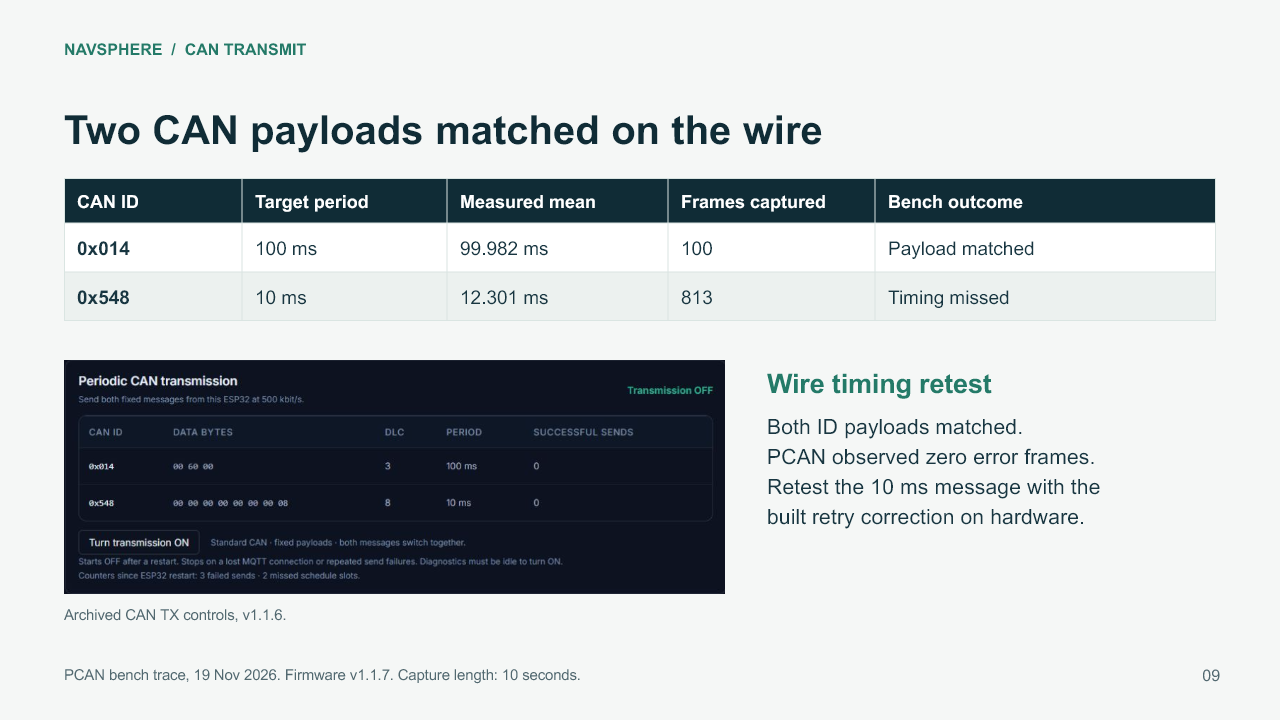 NAVSPHERE / CAN TRANSMIT
Two CAN payloads matched on the wire
CAN ID Target period Measured mean Frames captured Bench outcome
0x014 100 ms 99.982 ms 100 Payload matched
0x548 10 ms 12.301 ms 813 Timing missed
Periodic CAN transmission
Send both fixed messages from this ESP32 at 500 kbit/s.
Transmission OFF
CAN ID DATA BYTES DLC PERIOD SUCCESSFUL SENDS
0x014 00 60 00 3 100 ms 0
0x548 00 00 00 00 00 00 00 08 8 10 ms 0
Turn transmission ON Standard CAN · fixed payloads · both messages switch together.
Starts OFF after a restart. Stops on a lost MQTT connection or repeated send failures. Diagnostics must be idle to turn ON.
Counters since ESP32 restart: 3 failed sends · 2 missed schedule slots.
Archived CAN TX controls, v1.1.6.
Wire timing retest
Both ID payloads matched.
PCAN observed zero error frames.
Retest the 10 ms message with the
built retry correction on hardware.
PCAN bench trace, 19 Nov 2026. Firmware v1.1.7. Capture length: 10 seconds.
09